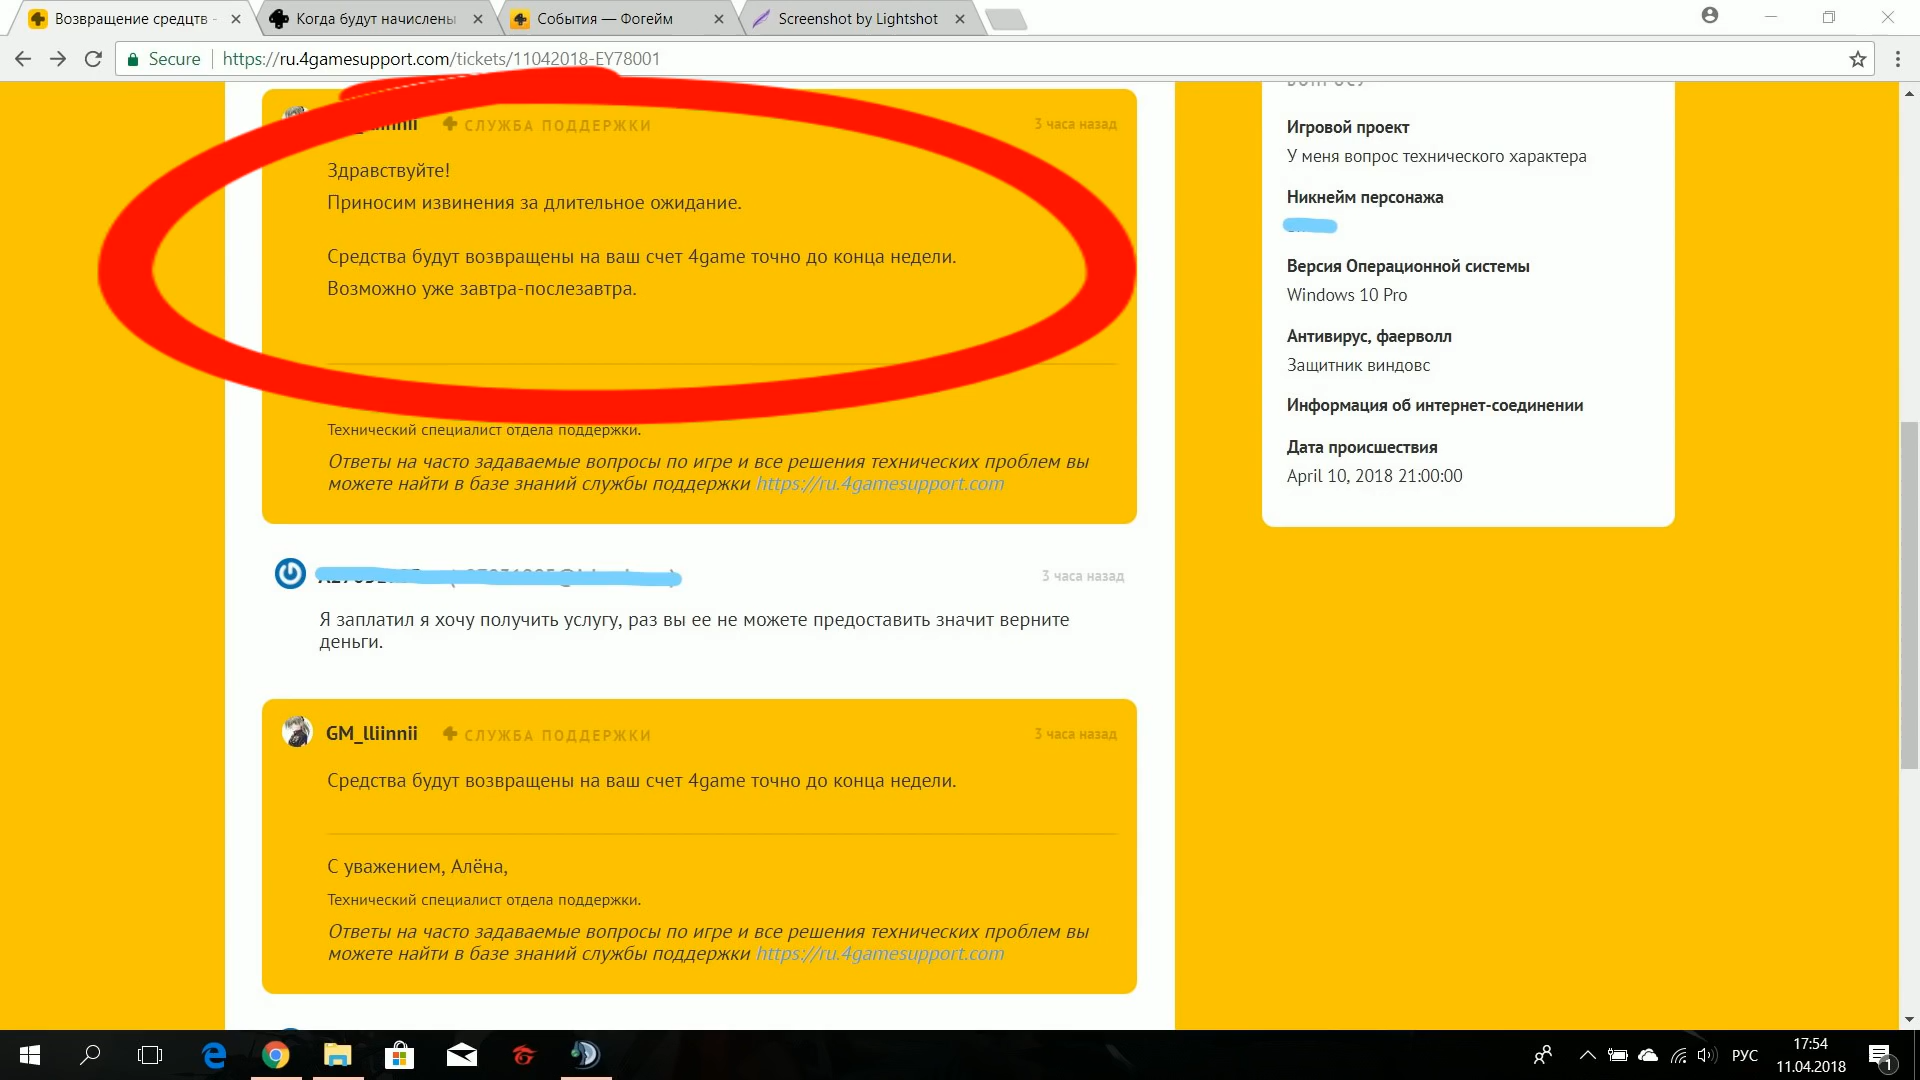 Возвращение средств -
Когда будут начислены
События — Фогейм
Screenshot by Lightshot
Secure
https://ru.4gamesupport.com/tickets/11042018-EY78001
СЛУЖБА ПОДДЕРЖКИ
3 часа назад
Здравствуйте!
Приносим извинения за длительное ожидание.
Средства будут возвращены на ваш счет 4game точно до конца недели.
Возможно уже завтра-послезавтра.
Технический специалист отдела поддержки.
Ответы на часто задаваемые вопросы по игре и все решения технических проблем вы
можете найти в базе знаний службы поддержки https://ru.4gamesupport.com
3 часа назад
Я заплатил я хочу получить услугу, раз вы ее не можете предоставить значит верните
деньги.
GM_lliinnii
СЛУЖБА ПОДДЕРЖКИ
3 часа назад
Средства будут возвращены на ваш счет 4game точно до конца недели.
С уважением, Алёна,
Технический специалист отдела поддержки.
Ответы на часто задаваемые вопросы по игре и все решения технических проблем вы
можете найти в базе знаний службы поддержки https://ru.4gamesupport.com
Игровой проект
У меня вопрос технического характера
Никнейм персонажа
Версия Операционной системы
Windows 10 Pro
Антивирус, фаерволл
Защитник виндовс
Информация об интернет-соединении
Дата происшествия
April 10, 2018 21:00:00
РУС
17:54
11.04.2018
1